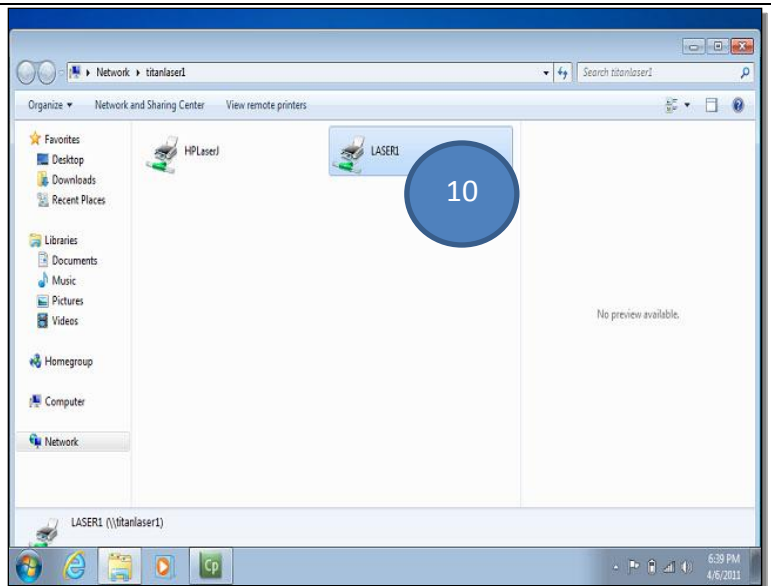 Network ▸ titanlaser1
Search titanlaser1
Organize
Network and Sharing Center
View remote printers
Favorites
Desktop
Downloads
Recent Places
Libraries
Documents
Music
Pictures
Videos
Homegroup
Computer
Network
HPLaserJ
LASER1
10
No preview available.
LASER1 (\\titanlaser1)
Cp
6:39 PM
4/6/2011